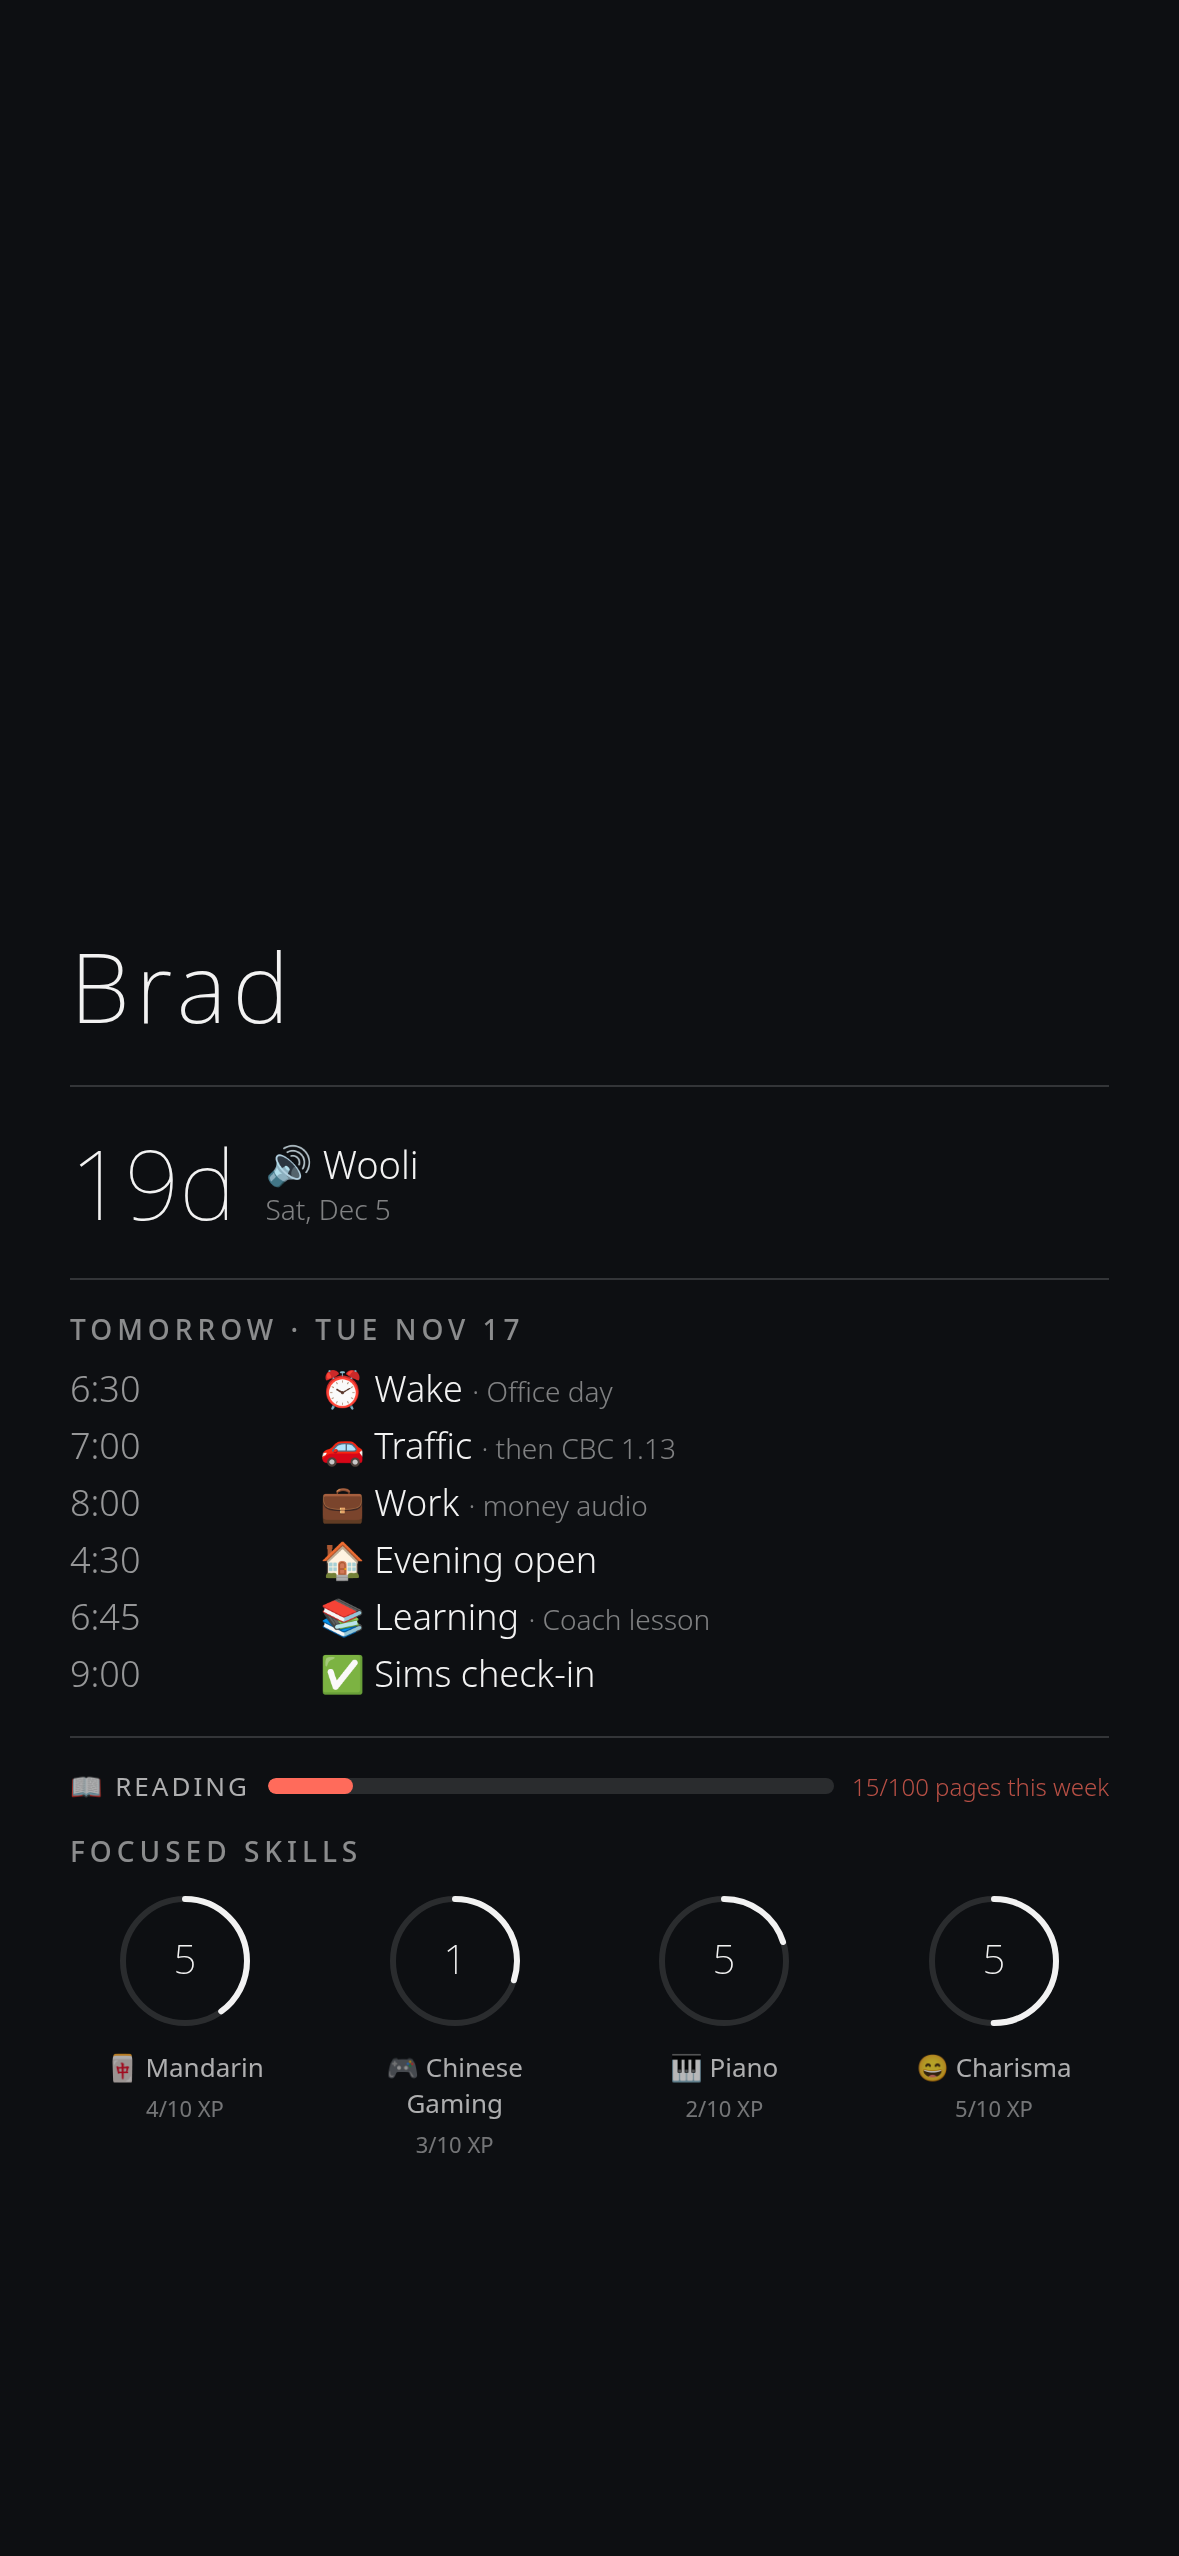 Brad
19d
🔊 Wooli
Sat, Dec 5
TOMORROW · TUE NOV 17
6:30 ⏰ Wake · Office day
7:00 🚗 Traffic · then CBC 1.13
8:00 💼 Work · money audio
4:30 🏠 Evening open
6:45 📚 Learning · Coach lesson
9:00 ✅ Sims check-in
📖 READING 15/100 pages this week
FOCUSED SKILLS
5
🀄 Mandarin
4/10 XP
1
🎮 Chinese
Gaming
3/10 XP
5
🎹 Piano
2/10 XP
5
😄 Charisma
5/10 XP